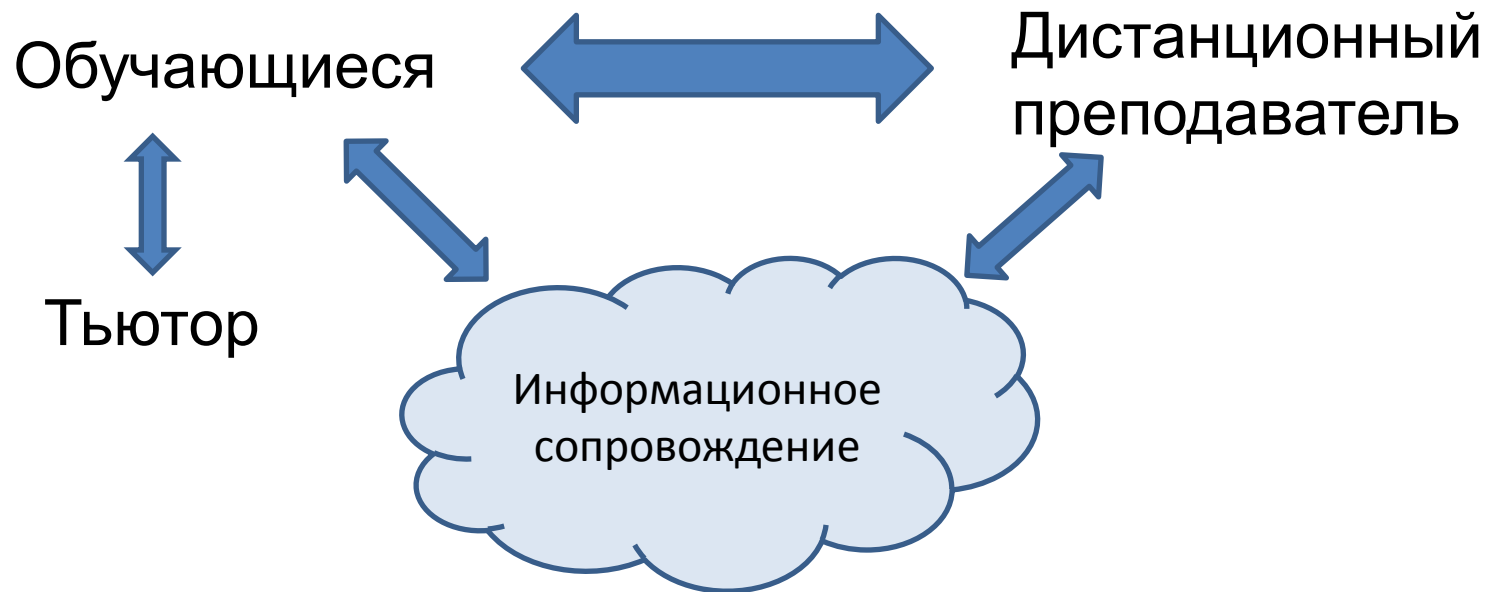 Обучающиеся
Дистанционный
преподаватель
Тьютор
Информационное
сопровождение